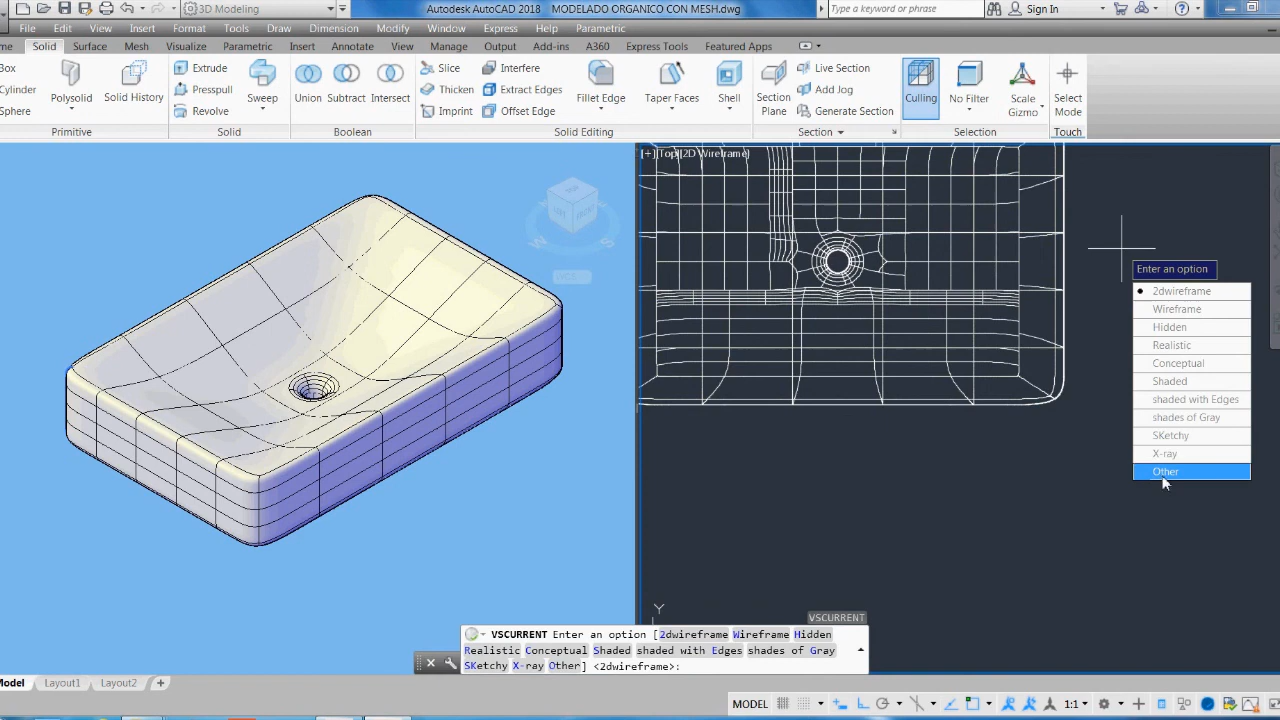 3D Modeling
Autodesk AutoCAD 2018 MODELADO ORGANICO CON MESH.dwg
Type a keyword or phrase
Sign In
File Edit View Insert Format Tools Draw Dimension Modify Window Express Help Parametric
Solid Surface Mesh Visualize Parametric Insert Annotate View Manage Output Add-ins A360 Express Tools Featured Apps
Box
Cylinder
Sphere
Polysolid
Solid History
Extrude
Presspull
Revolve
Sweep
Union Subtract Intersect
Slice
Thicken
Imprint
Interfere
Extract Edges
Offset Edge
Fillet Edge
Taper Faces
Shell
Section Plane
Live Section
Add Jog
Generate Section
Culling
No Filter
Scale Gizmo
Select Mode
Primitive Solid Boolean Solid Editing Section Selection Touch
[+][Top][2D Wireframe]
TOP
LEFT
W S
Enter an option
2dwireframe
Wireframe
Hidden
Realistic
Conceptual
Shaded
shaded with Edges
shades of Gray
SKetchy
X-ray
Other
Y
VSCURRENT
VSCURRENT Enter an option [2dwireframe Wireframe Hidden
Realistic Conceptual Shaded shaded with Edges shades of Gray
SKetchy X-ray Other] <2dwireframe>:
Model Layout1 Layout2 +
MODEL
1:1